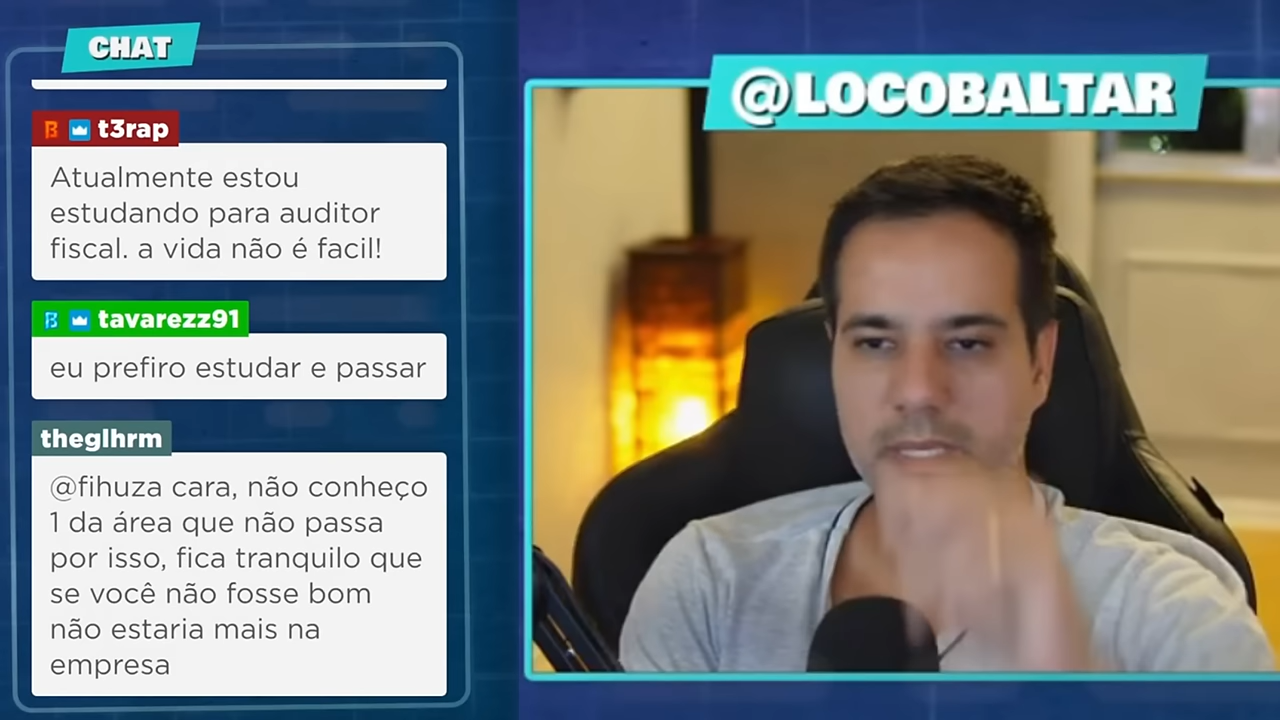 CHAT
t3rap
Atualmente estou
estudando para auditor
fiscal. a vida não é facil!
tavarezz91
eu prefiro estudar e passar
theglhrm
@fihuza cara, não conheço
1 da área que não passa
por isso, fica tranquilo que
se você não fosse bom
não estaria mais na
empresa
@LOCOBALTAR